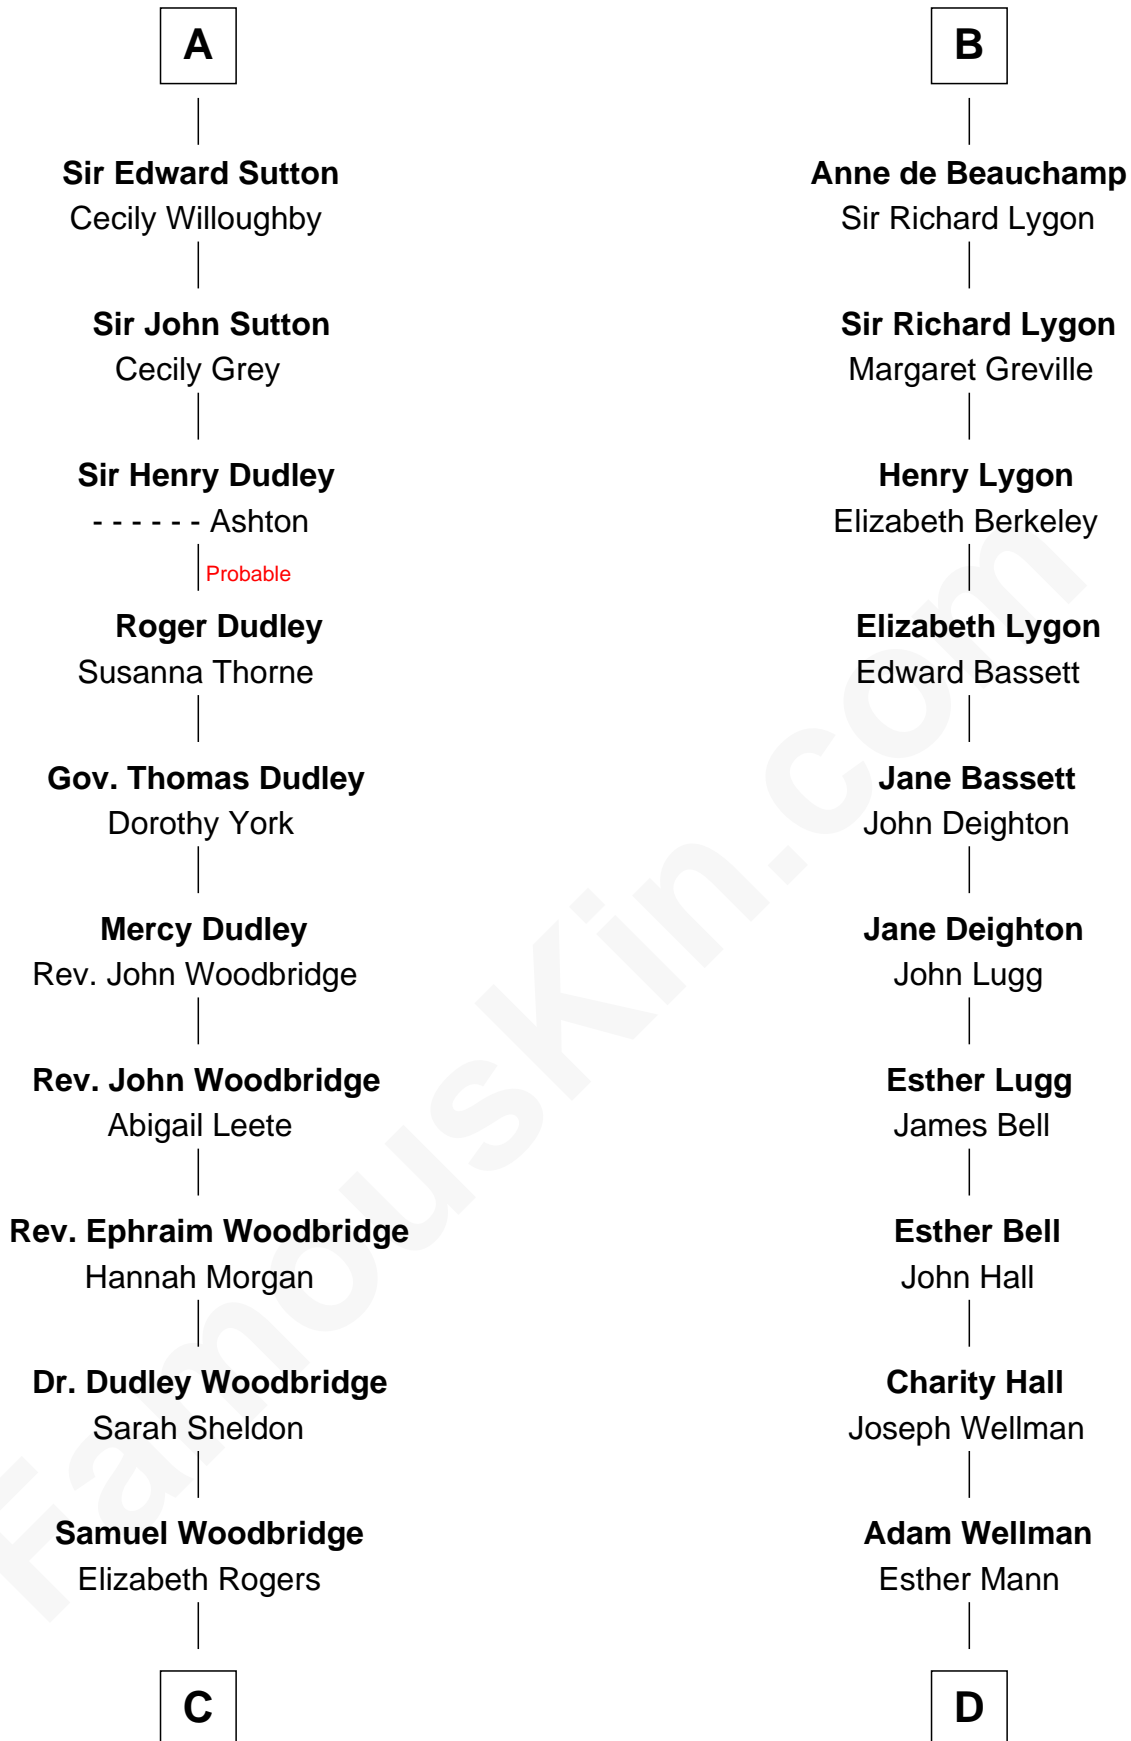 A
Sir Edward Sutton
Cecily Willoughby
Sir John Sutton
Cecily Grey
Sir Henry Dudley
- - - - - - Ashton
Probable
Roger Dudley
Susanna Thorne
Gov. Thomas Dudley
Dorothy York
Mercy Dudley
Rev. John Woodbridge
Rev. John Woodbridge
Abigail Leete
Rev. Ephraim Woodbridge
Hannah Morgan
Dr. Dudley Woodbridge
Sarah Sheldon
Samuel Woodbridge
Elizabeth Rogers
C
B
Anne de Beauchamp
Sir Richard Lygon
Sir Richard Lygon
Margaret Greville
Henry Lygon
Elizabeth Berkeley
Elizabeth Lygon
Edward Bassett
Jane Bassett
John Deighton
Jane Deighton
John Lugg
Esther Lugg
James Bell
Esther Bell
John Hall
Charity Hall
Joseph Wellman
Adam Wellman
Esther Mann
D
FamousKin.com